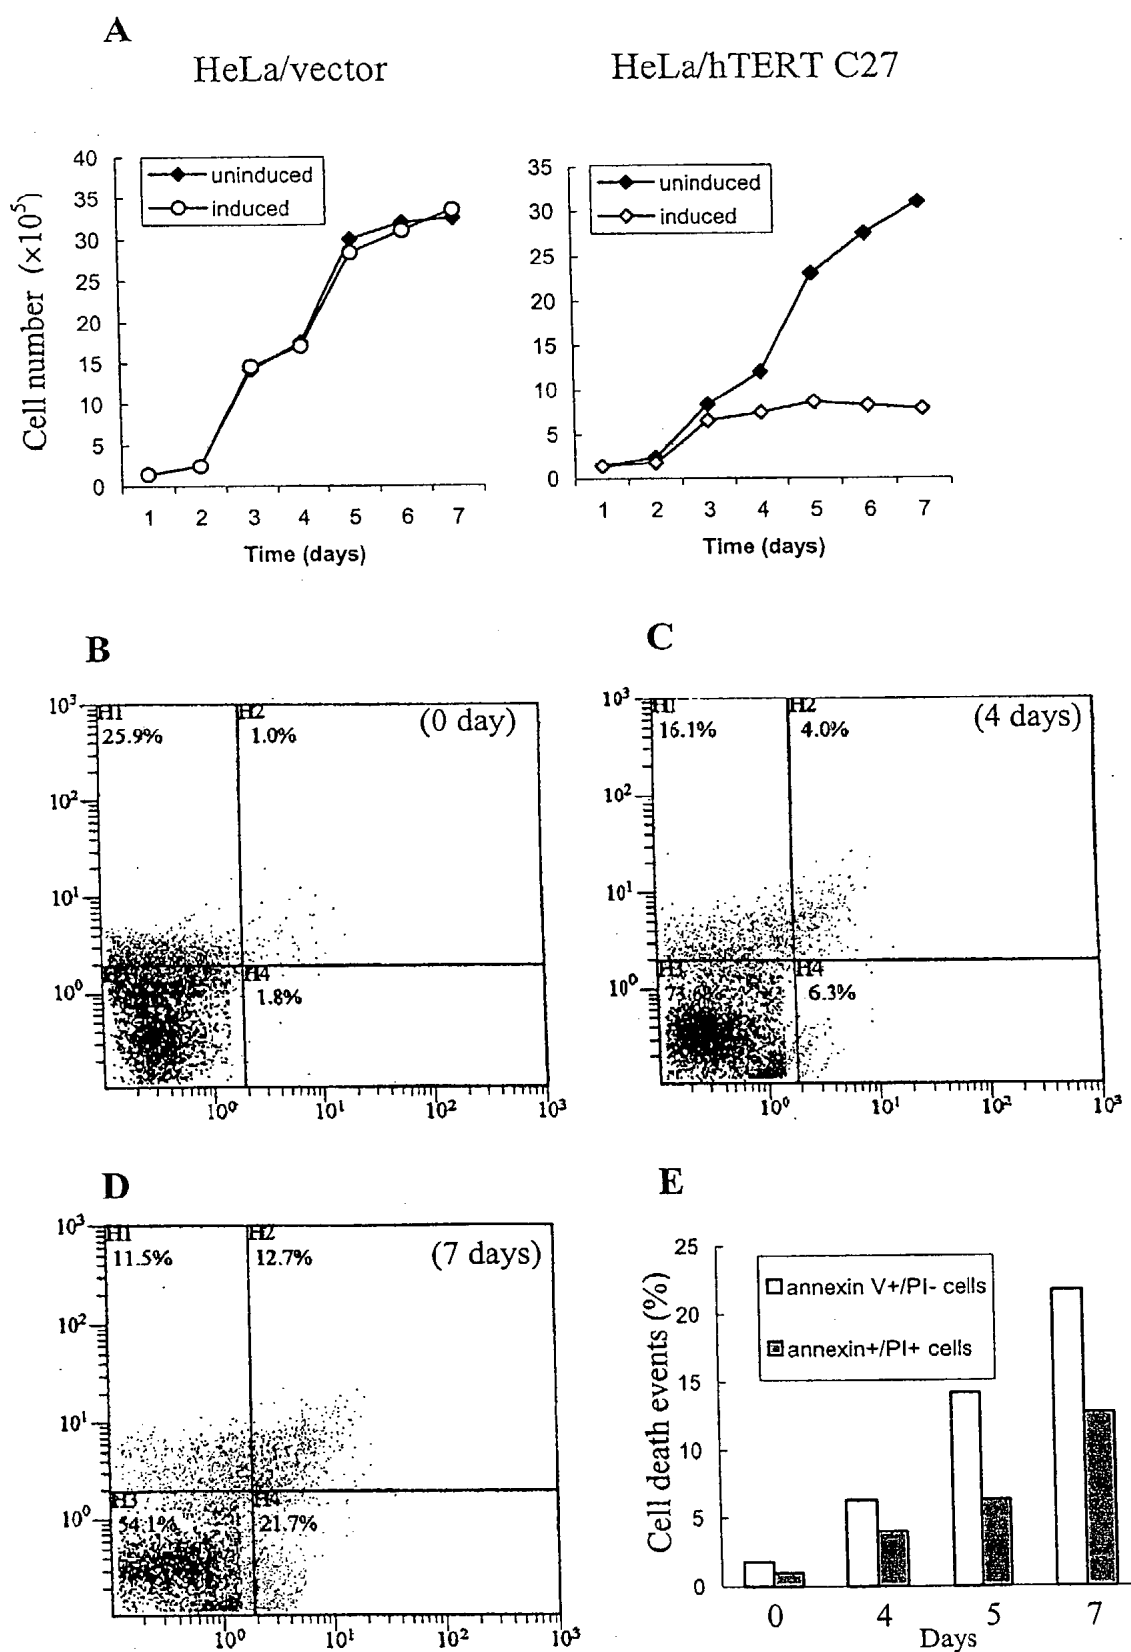 A
HeLa/vector
HeLa/hTERT C27
Cell number (×10⁵)
40
35
30
25
20
15
10
5
0
uninduced
induced
1 2 3 4 5 6 7
Time (days)
35
30
25
20
15
10
5
0
uninduced
induced
1 2 3 4 5 6 7
Time (days)
B
H1
25.9%
H2
1.0%
(0 day)
H4
1.8%
10³
10²
10¹
10⁰
10⁰ 10¹ 10² 10³
C
H2
16.1%
4.0%
(4 days)
H3
H4
6.3%
10³
10²
10¹
10⁰
10⁰ 10¹ 10² 10³
D
H1
11.5%
H2
12.7%
(7 days)
H3
54.1%
H4
21.7%
10³
10²
10¹
10⁰
10⁰ 10¹ 10² 10³
E
Cell death events (%)
25
20
15
10
5
0
annexin V+/PI- cells
annexin+/PI+ cells
0 4 5 7
Days